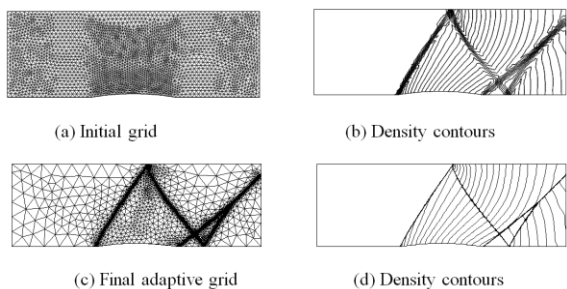 (a) Initial grid
(b) Density contours
(c) Final adaptive grid
(d) Density contours